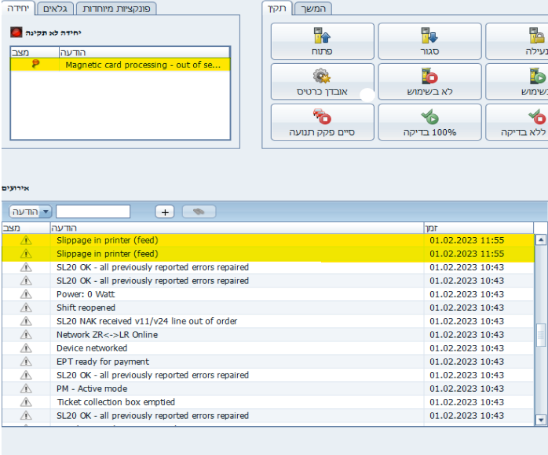 יחידה
גלאים
פונקציות מיוחדות
יחידה לא תקינה
מצב
הודעה
Magnetic card processing - out of se...
תקין
המשך
פתוח
סגור
נעילה
אובדן כרטיס
לא בשימוש
בשימוש
סיים פקק תנועה
100% בדיקה
ללא בדיקה
אירועים
הודעה
+
מצב הודעה זמן
Slippage in printer (feed) 01.02.2023 11:55
Slippage in printer (feed) 01.02.2023 11:55
SL20 OK - all previously reported errors repaired 01.02.2023 10:43
SL20 OK - all previously reported errors repaired 01.02.2023 10:43
Power: 0 Watt 01.02.2023 10:43
Shift reopened 01.02.2023 10:43
SL20 NAK received v11/v24 line out of order 01.02.2023 10:43
Network ZR<->LR Online 01.02.2023 10:43
Device networked 01.02.2023 10:43
EPT ready for payment 01.02.2023 10:43
SL20 OK - all previously reported errors repaired 01.02.2023 10:43
PM - Active mode 01.02.2023 10:43
Ticket collection box emptied 01.02.2023 10:43
SL20 OK - all previously reported errors repaired 01.02.2023 10:43